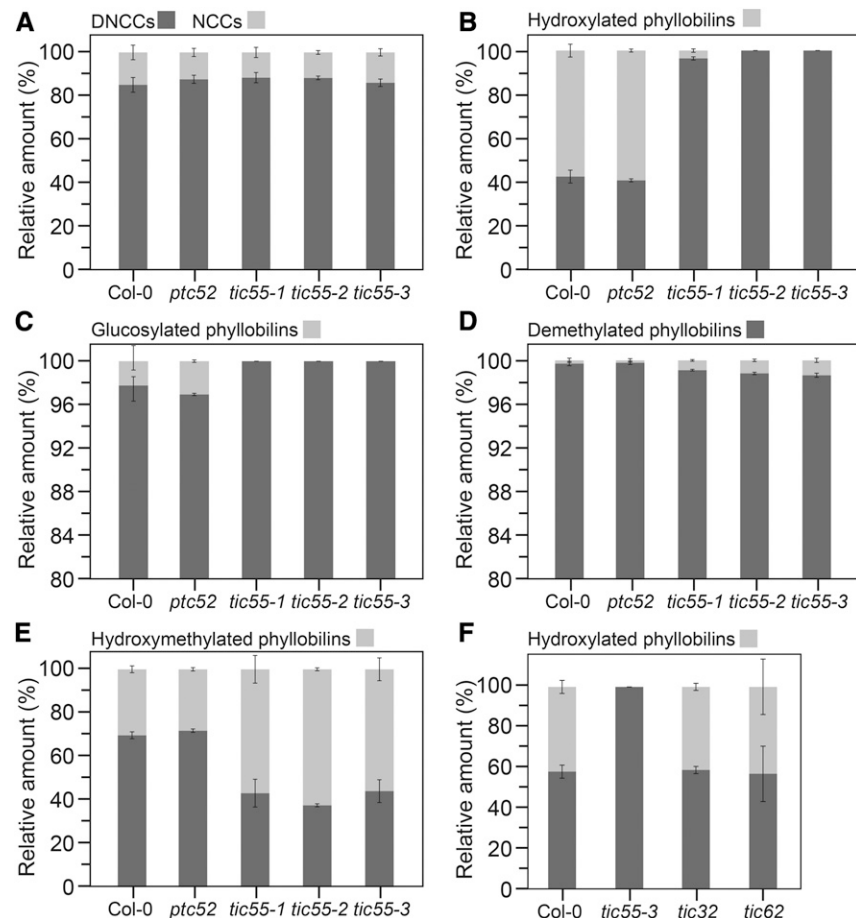 A DNCCs NCCs
Relative amount (%)
100
80
60
40
20
0
Col-0 ptc52 tic55-1 tic55-2 tic55-3
B Hydroxylated phyllobilins
Relative amount (%)
100
80
60
40
20
0
Col-0 ptc52 tic55-1 tic55-2 tic55-3
C Glucosylated phyllobilins
Relative amount (%)
100
96
92
88
84
80
Col-0 ptc52 tic55-1 tic55-2 tic55-3
D Demethylated phyllobilins
Relative amount (%)
100
96
92
88
84
80
Col-0 ptc52 tic55-1 tic55-2 tic55-3
E Hydroxymethylated phyllobilins
Relative amount (%)
100
80
60
40
20
0
Col-0 ptc52 tic55-1 tic55-2 tic55-3
F Hydroxylated phyllobilins
Relative amount (%)
100
80
60
40
20
0
Col-0 tic55-3 tic32 tic62